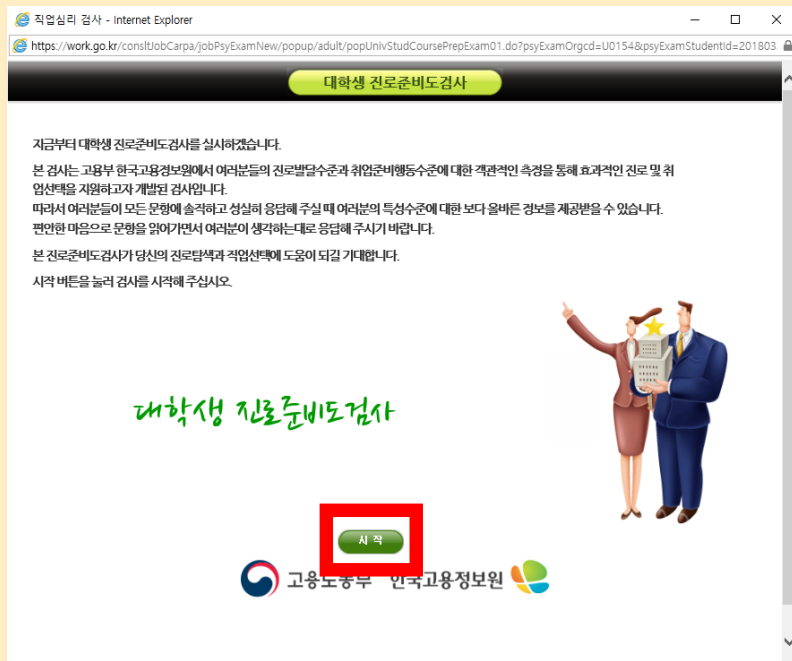 직업심리 검사 - Internet Explorer
https://work.go.kr/consltJobCarpa/jobPsyExamNew/popup/adult/popUnivStudCoursePrepExam01.do?psyExamOrgcd=U0154&psyExamStudentid=201803
대학생 진로준비도검사
지금부터 대학생 진로준비도검사를 실시하겠습니다.
본 검사는 고용부 한국고용정보원에서 여러분들의 진로발달수준과 취업준비행동수준에 대한 객관적인 측정을 통해 효과적인 진로 및 취
업선택을 지원하고자 개발된 검사입니다.
따라서 여러분들이 모든 문항에 솔직하고 성실히 응답해 주실 때 여러분의 특성수준에 대한 보다 올바른 정보를 제공받을 수 있습니다.
편안한 마음으로 문항을 읽어가면서 여러분이 생각하는대로 응답해 주시기 바랍니다.
본 진로준비도검사가 당신의 진로탐색과 직업선택에 도움이 되길 기대합니다.
시작 버튼을 눌러 검사를 시작해 주십시오.
대학생 진로준비도검사
시 작
고용노동부 한국고용정보원